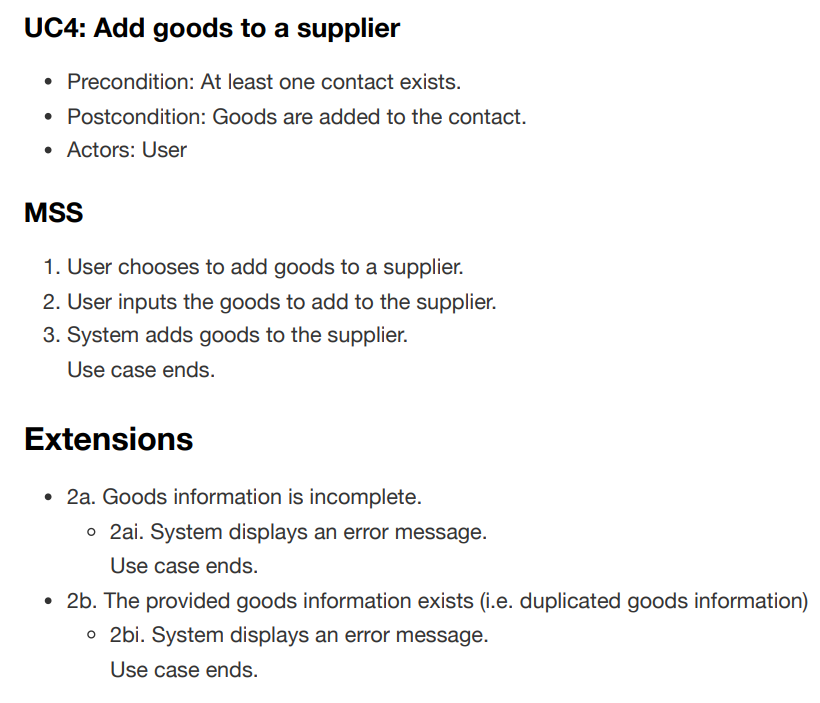 UC4: Add goods to a supplier
• Precondition: At least one contact exists.
• Postcondition: Goods are added to the contact.
• Actors: User
MSS
1. User chooses to add goods to a supplier.
2. User inputs the goods to add to the supplier.
3. System adds goods to the supplier.
Use case ends.
Extensions
• 2a. Goods information is incomplete.
◦ 2ai. System displays an error message.
Use case ends.
• 2b. The provided goods information exists (i.e. duplicated goods information)
◦ 2bi. System displays an error message.
Use case ends.